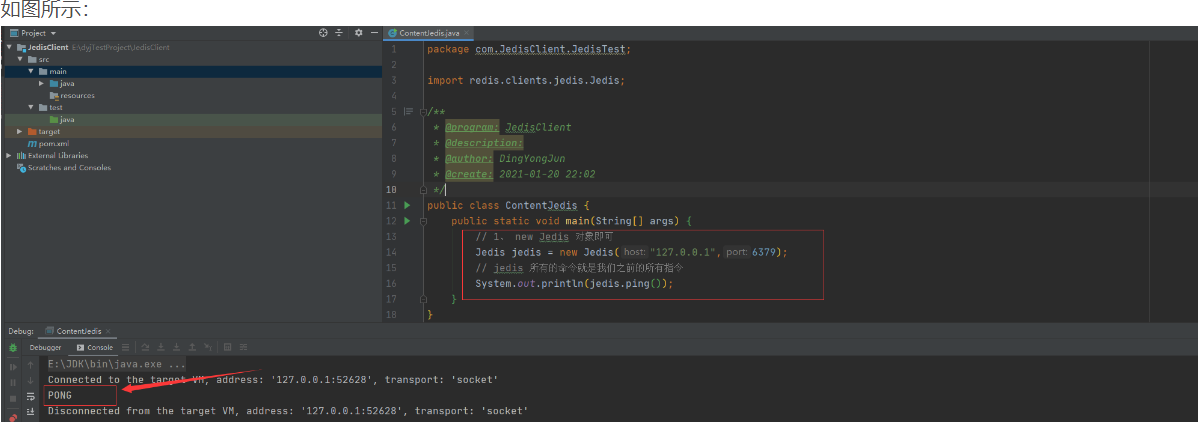 如图所示：
Project
JedisClient E:\dyjTestProject\JedisClient
src
main
java
resources
test
java
target
pom.xml
External Libraries
Scratches and Consoles
ContentJedis.java
1 package com.JedisClient.JedisTest;
2
3 import redis.clients.jedis.Jedis;
4
5 /**
6 * @program: JedisClient
7 * @description:
8 * @author: DingYongJun
9 * @create: 2021-01-20 22:02
10 */
11 public class ContentJedis {
12 public static void main(String[] args) {
13 // 1、 new Jedis 对象即可
14 Jedis jedis = new Jedis( host: "127.0.0.1", port: 6379);
15 // jedis 所有的命令就是我们之前的所有指令
16 System.out.println(jedis.ping());
17 }
18 }
Debug: ContentJedis
Debugger Console
E:\JDK\bin\java.exe ...
Connected to the target VM, address: '127.0.0.1:52628', transport: 'socket'
PONG
Disconnected from the target VM, address: '127.0.0.1:52628', transport: 'socket'